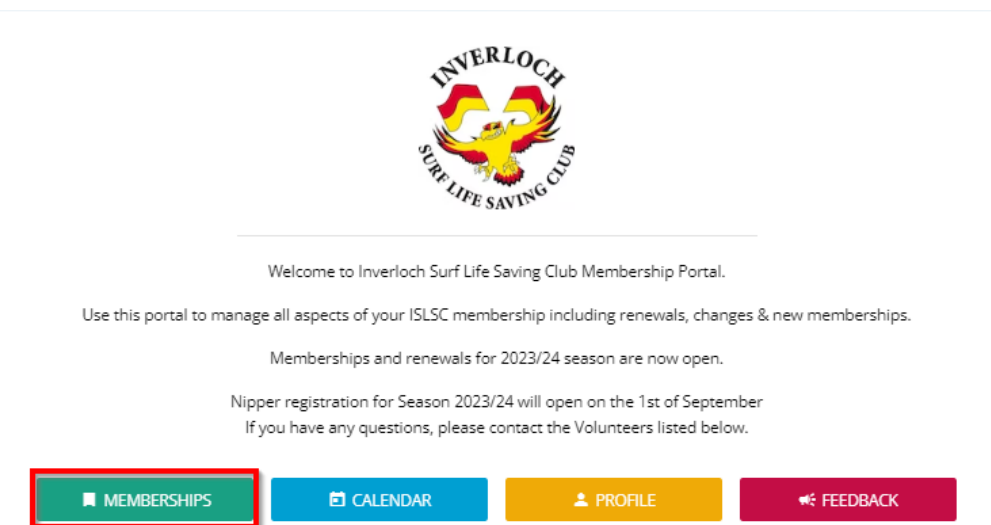 INVERLOCH
SURF LIFE SAVING CLUB
Welcome to Inverloch Surf Life Saving Club Membership Portal.
Use this portal to manage all aspects of your ISLSC membership including renewals, changes & new memberships.
Memberships and renewals for 2023/24 season are now open.
Nipper registration for Season 2023/24 will open on the 1st of September
If you have any questions, please contact the Volunteers listed below.
MEMBERSHIPS
CALENDAR
PROFILE
FEEDBACK